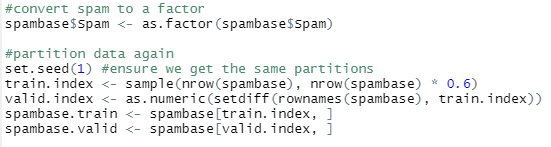 #convert spam to a factor
spambase$Spam <- as.factor(spambase$Spam)

#partition data again
set.seed(1) #ensure we get the same partitions
train.index <- sample(nrow(spambase), nrow(spambase) * 0.6)
valid.index <- as.numeric(setdiff(rownames(spambase), train.index))
spambase.train <- spambase[train.index, ]
spambase.valid <- spambase[valid.index, ]